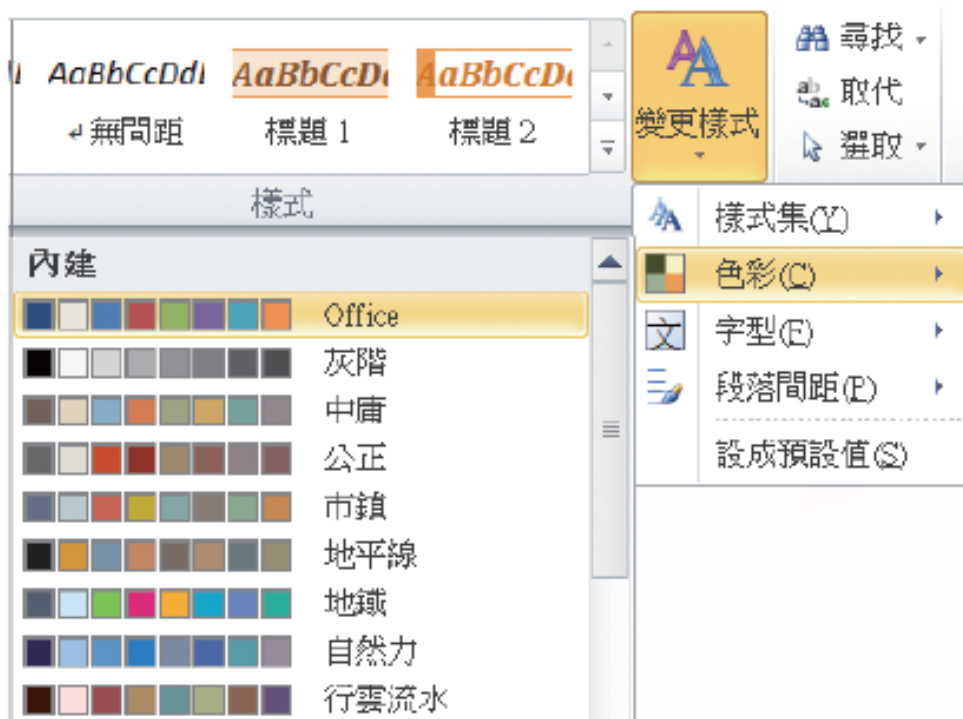 AaBbCcDdI AaBbCcDd AaBbCcDd
↲無間距 標題 1 標題 2
樣式
變更樣式
尋找
取代
選取
樣式集(Y)
色彩(C)
字型(F)
段落間距(P)
設成預設值(S)
內建
Office
灰階
中庸
公正
市鎮
地平線
地鐵
自然力
行雲流水